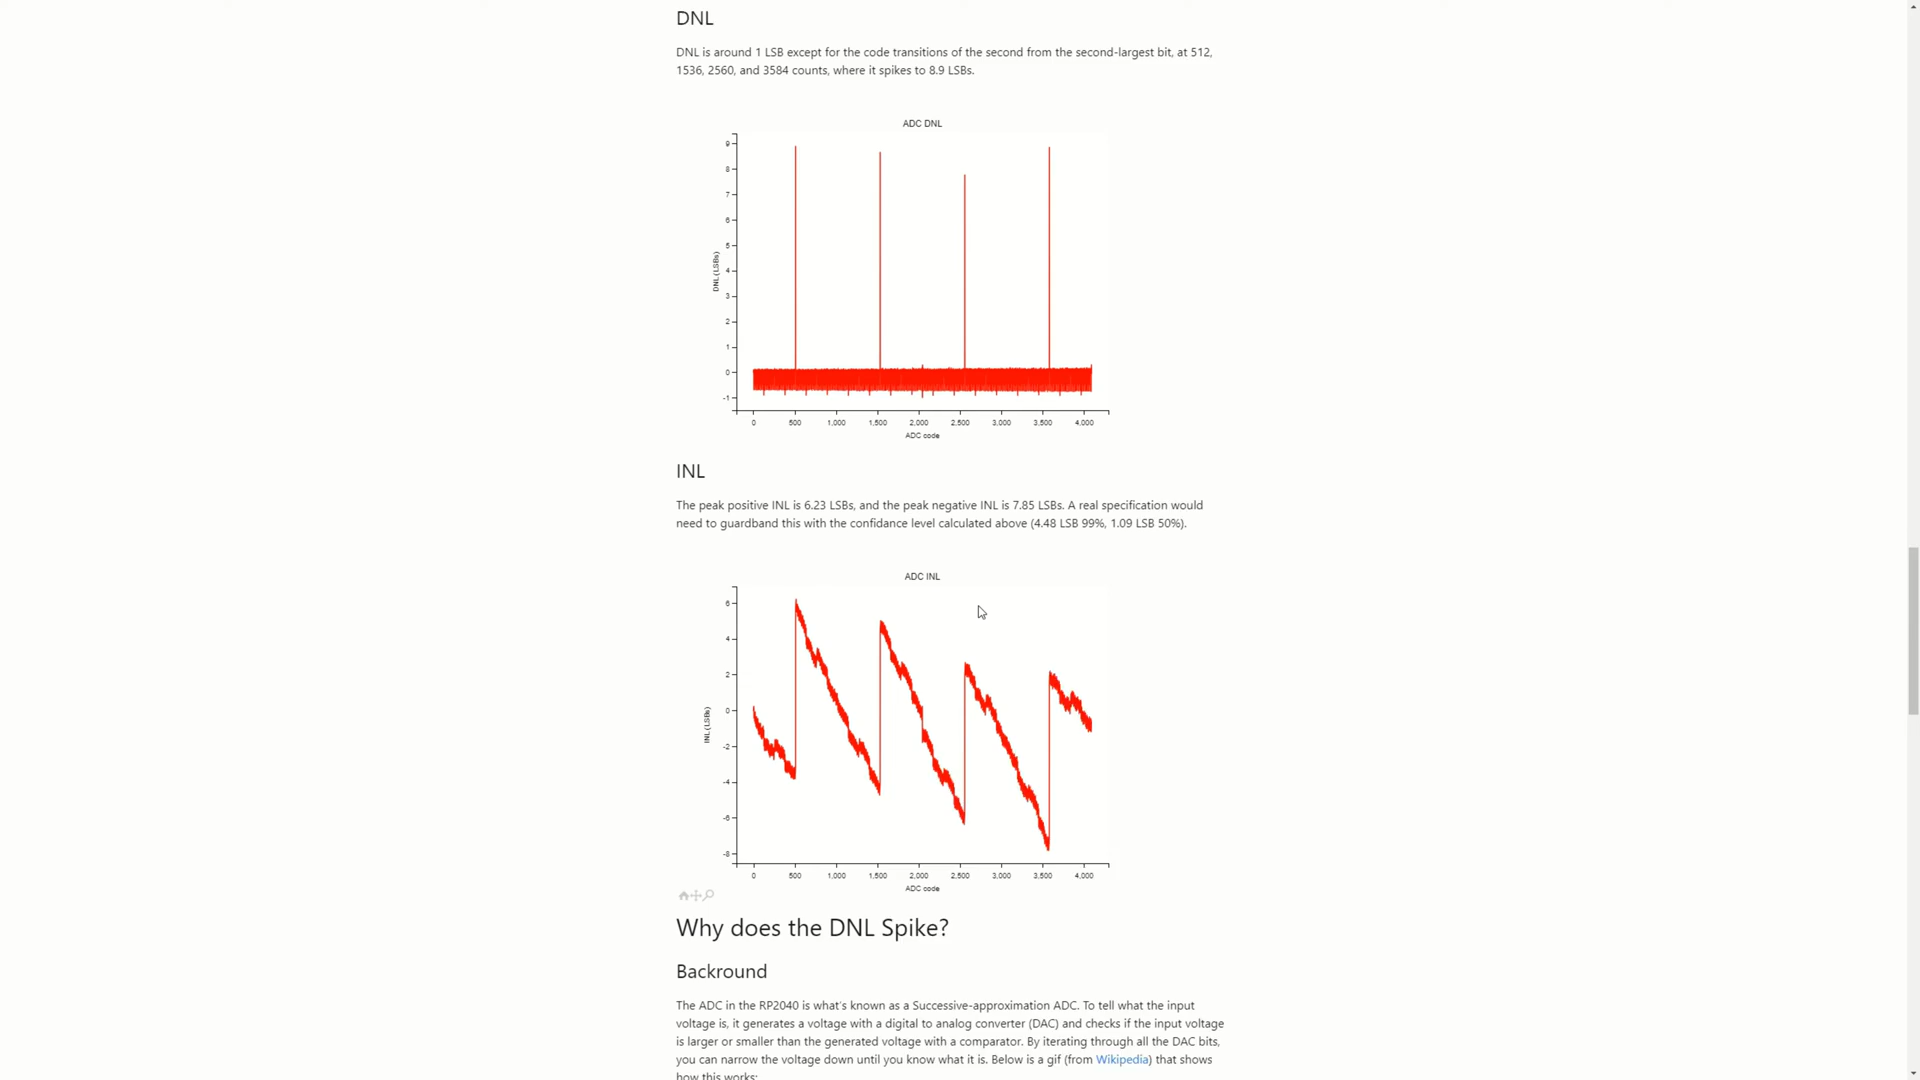 DNL
DNL is around 1 LSB except for the code transitions of the second from the second-largest bit, at 512,
1536, 2560, and 3584 counts, where it spikes to 8.9 LSBs.
ADC DNL
9
8
7
6
5
4
3
2
1
0
-1
DNL (LSBs)
0 500 1,000 1,500 2,000 2,500 3,000 3,500 4,000
ADC code
INL
The peak positive INL is 6.23 LSBs, and the peak negative INL is 7.85 LSBs. A real specification would
need to guardband this with the confidance level calculated above (4.48 LSB 99%, 1.09 LSB 50%).
ADC INL
6
4
2
0
-2
-4
-6
-8
INL (LSBs)
0 500 1,000 1,500 2,000 2,500 3,000 3,500 4,000
ADC code
Why does the DNL Spike?
Backround
The ADC in the RP2040 is what's known as a Successive-approximation ADC. To tell what the input
voltage is, it generates a voltage with a digital to analog converter (DAC) and checks if the input voltage
is larger or smaller than the generated voltage with a comparator. By iterating through all the DAC bits,
you can narrow the voltage down until you know what it is. Below is a gif (from Wikipedia) that shows
how this works: